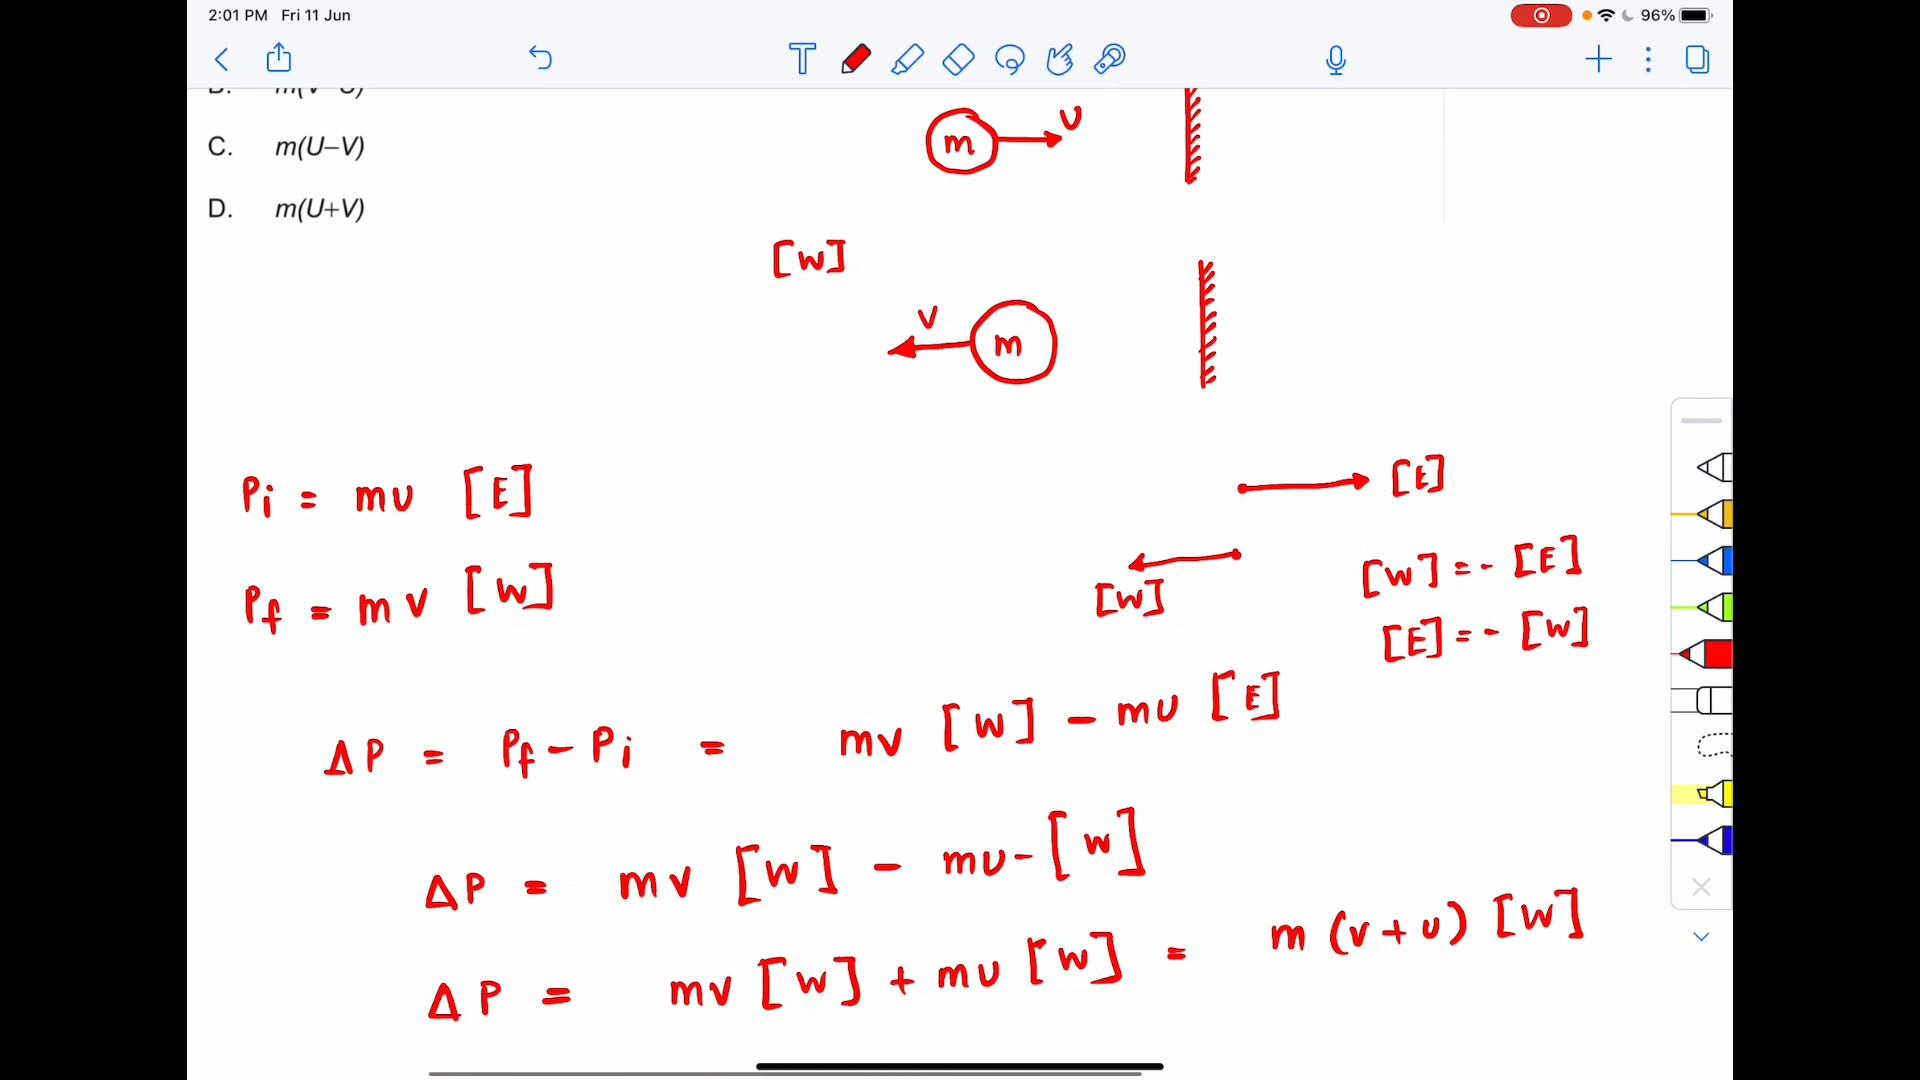 2:01 PM Fri 11 Jun 96%
T
C. m(U–V)
m U
D. m(U+V)
[W]
V
m
Pi = mu [E]
[E]
Pf = mv [W]
[W]
[W] = - [E]
[E] = - [W]
ΔP = Pf - Pi = mv [W] - mu [E]
ΔP = mv [W] - mu - [W]
ΔP = mv [W] + mu [W] = m (v+u) [W]